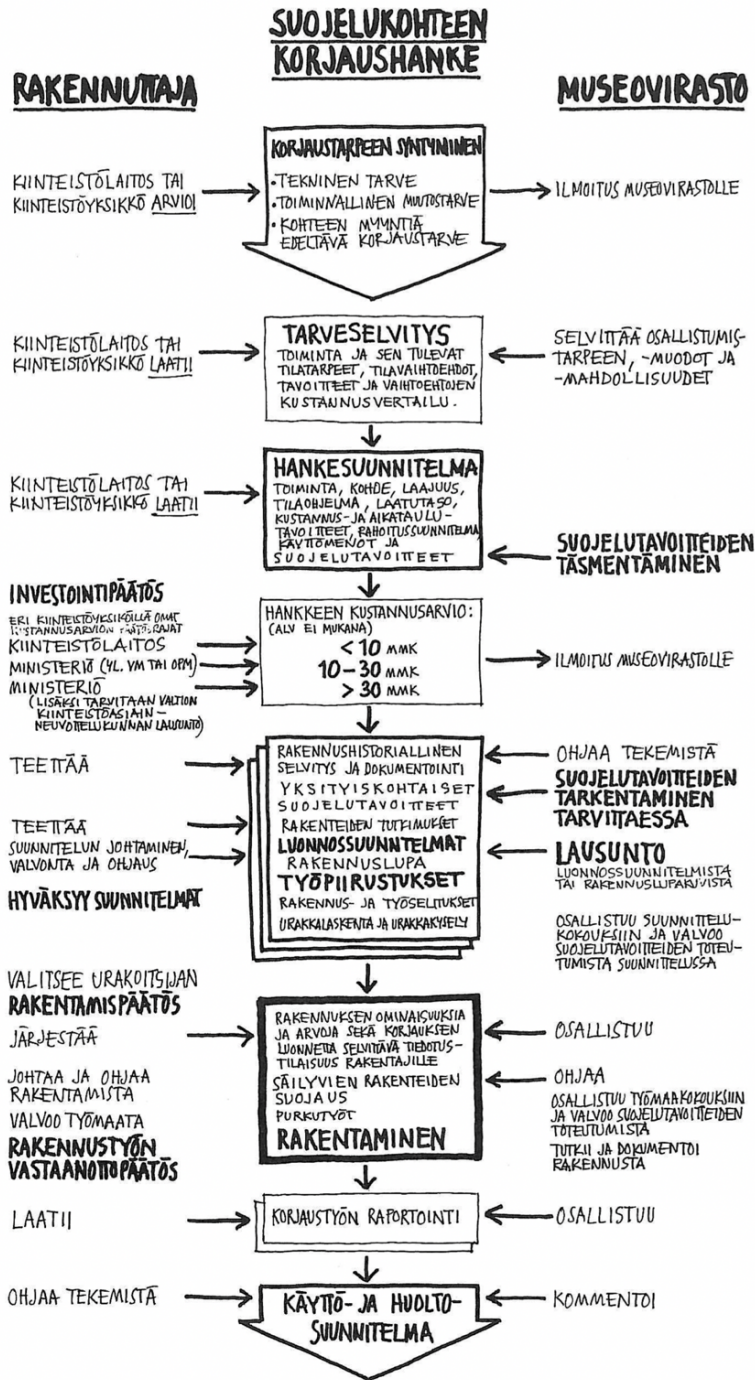 SUOJELUKOHTEEN
KORJAUSHANKE
RAKENNUTTAJA
MUSEOVIRASTO
KORJAUSTARPEEN SYNTYMINEN
• TEKNINEN TARVE
• TOIMINNALLINEN MUUTOSTARVE
• KOHTEEN MYYNTIÄ
EDELTÄVÄ KORJAUSTARVE
KIINTEISTÖLAITOS TAI
KIINTEISTÖYKSIKKÖ ARVIOI
ILMOITUS MUSEOVIRASTOLLE
KIINTEISTÖLAITOS TAI
KIINTEISTÖYKSIKKÖ LAATII
TARVESELVITYS
TOIMINTA JA SEN TULEVAT
TILATARPEET, TILAVAIHTOEHDOT,
TAVOITTEET JA VAIHTOEHTOJEN
KUSTANNUSVERTAILU.
SELVITTÄÄ OSALLISTUMIS-
TARPEEN, -MUODOT JA
-MAHDOLLISUUDET
KIINTEISTÖLAITOS TAI
KIINTEISTÖYKSIKKÖ LAATII
HANKESUUNNITELMA
TOIMINTA, KOHDE, LAAJUUS,
TILAOHJELMA, LAATUTASO,
KUSTANNUS- JA AIKATAULU-
TAVOITTEET, RAHOITUSSUUNNITELMA,
KÄYTTÖMENOT JA
SUOJELUTAVOITTEET
SUOJELUTAVOITTEIDEN
TÄSMENTÄMINEN
INVESTOINTIPÄÄTÖS
ERI KIINTEISTÖYKSIKÖILLÄ OMAT
KUSTANNUSARVION PÄÄTÖSRAJAT
KIINTEISTÖLAITOS
MINISTERIÖ (YL. YM TAI OPM)
MINISTERIÖ
(LISÄKSI TARVITAAN VALTION
KIINTEISTÖASIAIN-
NEUVOTTELUKUNNAN LAUSUNTO)
HANKKEEN KUSTANNUSARVIO:
(ALV EI MUKANA)
< 10 MMK
10-30 MMK
> 30 MMK
ILMOITUS MUSEOVIRASTOLLE
TEETTÄÄ
TEETTÄÄ
SUUNNITELUN JOHTAMINEN,
VALVONTA JA OHJAUS
HYVÄKSYY SUUNNITELMAT
RAKENNUSHISTORIALLINEN
SELVITYS JA DOKUMENTOINTI
YKSITYISKOHTAISET
SUOJELUTAVOITTEET
RAKENTEIDEN TUTKIMUKSET
LUONNOSSUUNNTELMAT
RAKENNUSLUPA
TYÖPIIRUSTUKSET
RAKENNUS- JA TYÖSELITUKSET
URAKKALASKENTA JA URAKKAKYSELY
OHJAA TEKEMISTÄ
SUOJELUTAVOITTEIDEN
TARKENTAMINEN
TARVITTAESSA
LAUSUNTO
LUONNOSSUUNNITELMISTA
TAI RAKENNUSLUPAKUVISTA
OSALLISTUU SUUNNITTELU-
KOKOUKSIIN JA VALVOO
SUOJELUTAVOITTEIDEN TOTEU-
TUMISTA SUUNNITTELUSSA
VALITSEE URAKOITSIJAN
RAKENTAMISPÄÄTÖS
JÄRJESTÄÄ
JOHTAA JA OHJAA
RAKENTAMISTA
VALVOO TYÖMAATA
RAKENNUSTYÖN
VASTAANOTTOPÄÄTÖS
RAKENNUKSEN OMINAISUUKSIA
JA ARVOJA SEKÄ KORJAUKSEN
LUONNETTA SELVITTÄVÄ TIEDOTUS-
TILAISUUS RAKENTAJILLE
SÄILYVIEN RAKENTEIDEN
SUOJAUS
PURKUTYÖT
RAKENTAMINEN
OSALLISTUU
OHJAA
OSALLISTUU TYÖMAAKOKOUKSIIN
JA VALVOO SUOJELUTAVOITTEIDEN
TOTEUTUMISTA
TUTKII JA DOKUMENTOI
RAKENNUSTA
LAATII
KORJAUSTYÖN RAPORTOINTI
OSALLISTUU
OHJAA TEKEMISTÄ
KÄYTTÖ- JA HUOLTO-
SUUNNITELMA
KOMMENTOI